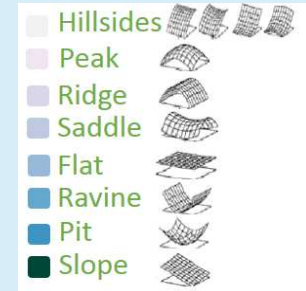 Hillsides
Peak
Ridge
Saddle
Flat
Ravine
Pit
Slope